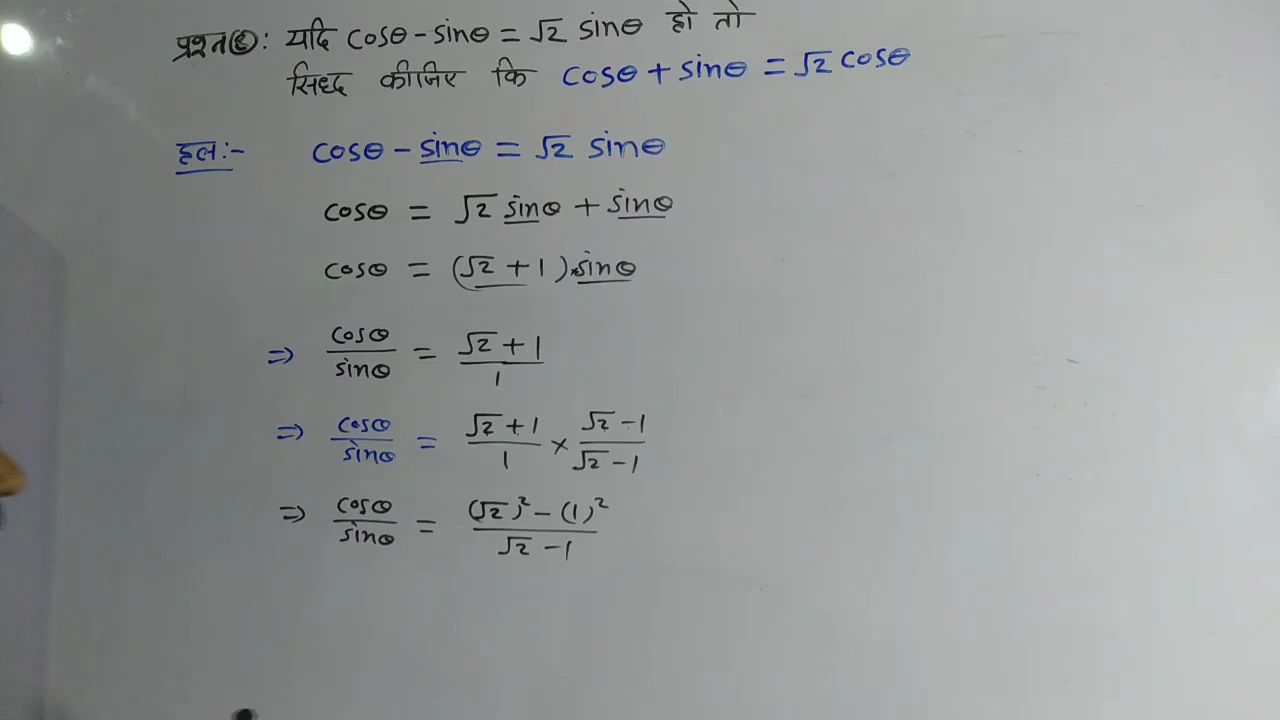 प्रश्न⑥: यदि cosθ - sinθ = √2 sinθ हो तो
सिध्द कीजिए कि cosθ + sinθ = √2 cosθ
हल:- cosθ - sinθ = √2 sinθ
cosθ = √2 sinθ + sinθ
cosθ = (√2 + 1).sinθ
⇒ cosθ/sinθ = √2 + 1/1
⇒ cosθ/sinθ = √2 + 1/1 × √2 - 1/√2 - 1
⇒ cosθ/sinθ = (√2)² - (1)²/√2 - 1